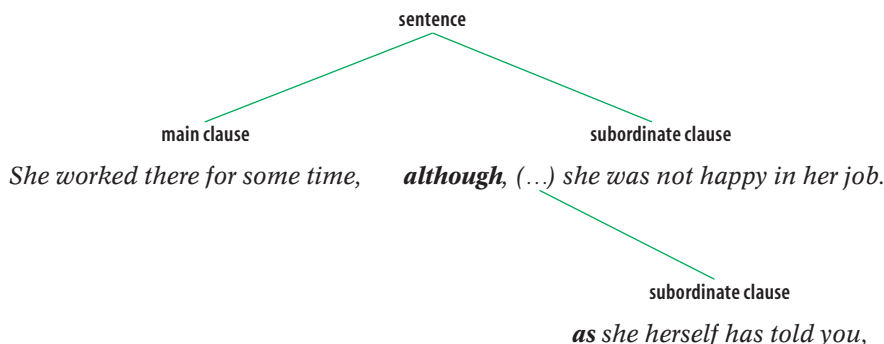 sentence
main clause subordinate clause
She worked there for some time, although, (...) she was not happy in her job.
subordinate clause
as she herself has told you,